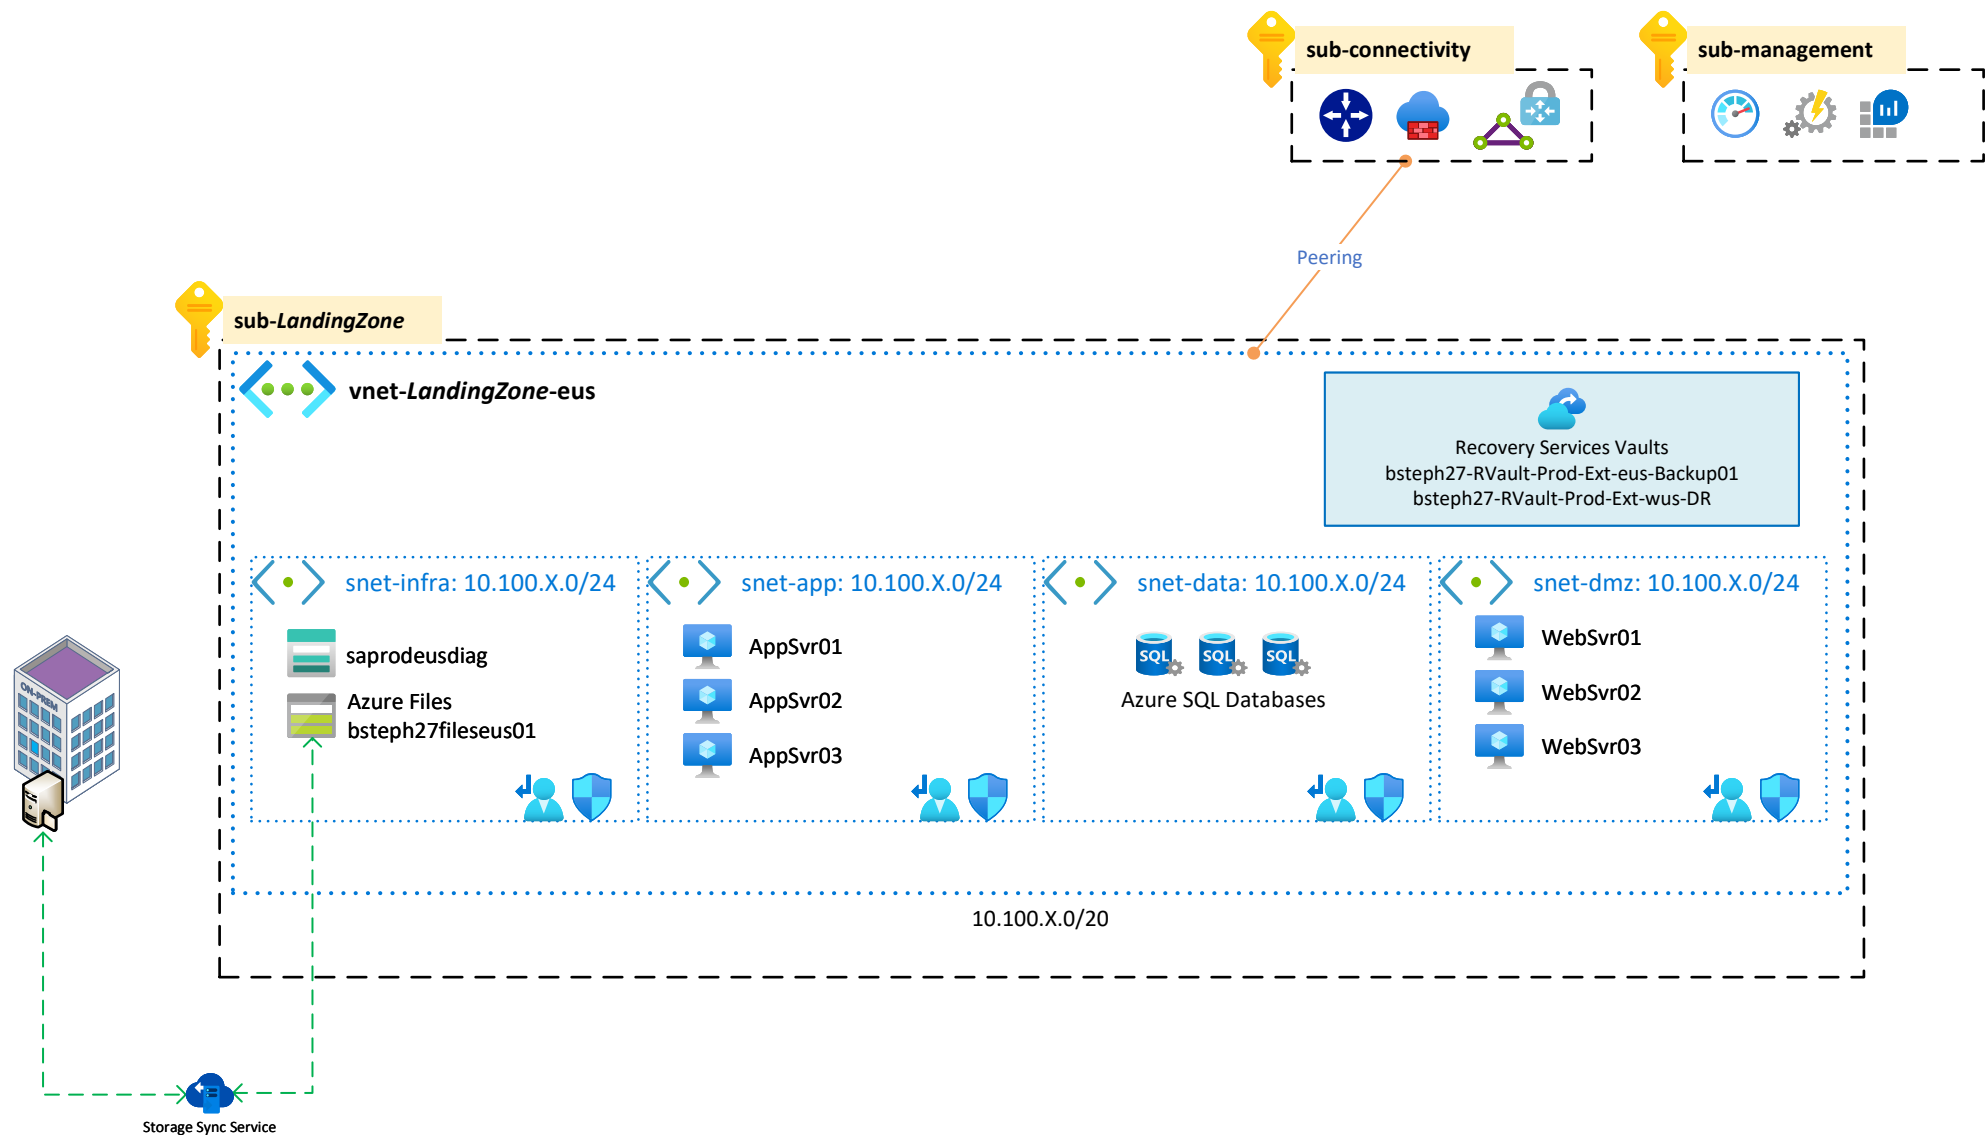 sub-connectivity
sub-management
Peering
sub-LandingZone
vnet-LandingZone-eus
Recovery Services Vaults
bsteph27-RVault-Prod-Ext-eus-Backup01
bsteph27-RVault-Prod-Ext-wus-DR
snet-infra: 10.100.X.0/24
saprodeusdiag
Azure Files
bsteph27fileseus01
snet-app: 10.100.X.0/24
AppSvr01
AppSvr02
AppSvr03
snet-data: 10.100.X.0/24
SQL
SQL
SQL
Azure SQL Databases
snet-dmz: 10.100.X.0/24
WebSvr01
WebSvr02
WebSvr03
ON-PREM
10.100.X.0/20
Storage Sync Service